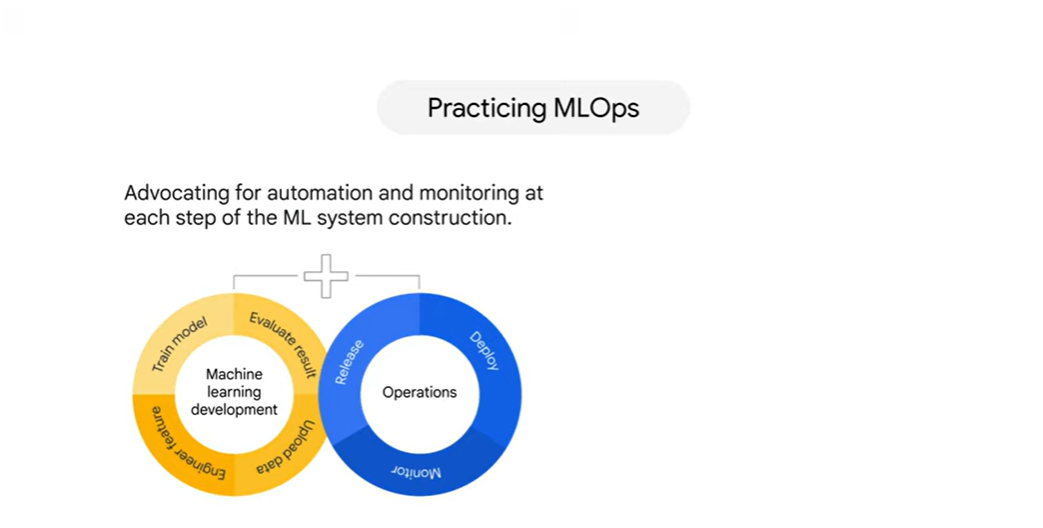 Practicing MLOps
Advocating for automation and monitoring at
each step of the ML system construction.
Train model
Evaluate result
Engineer feature
Upload data
Machine
learning
development
Release
Deploy
Monitor
Operations